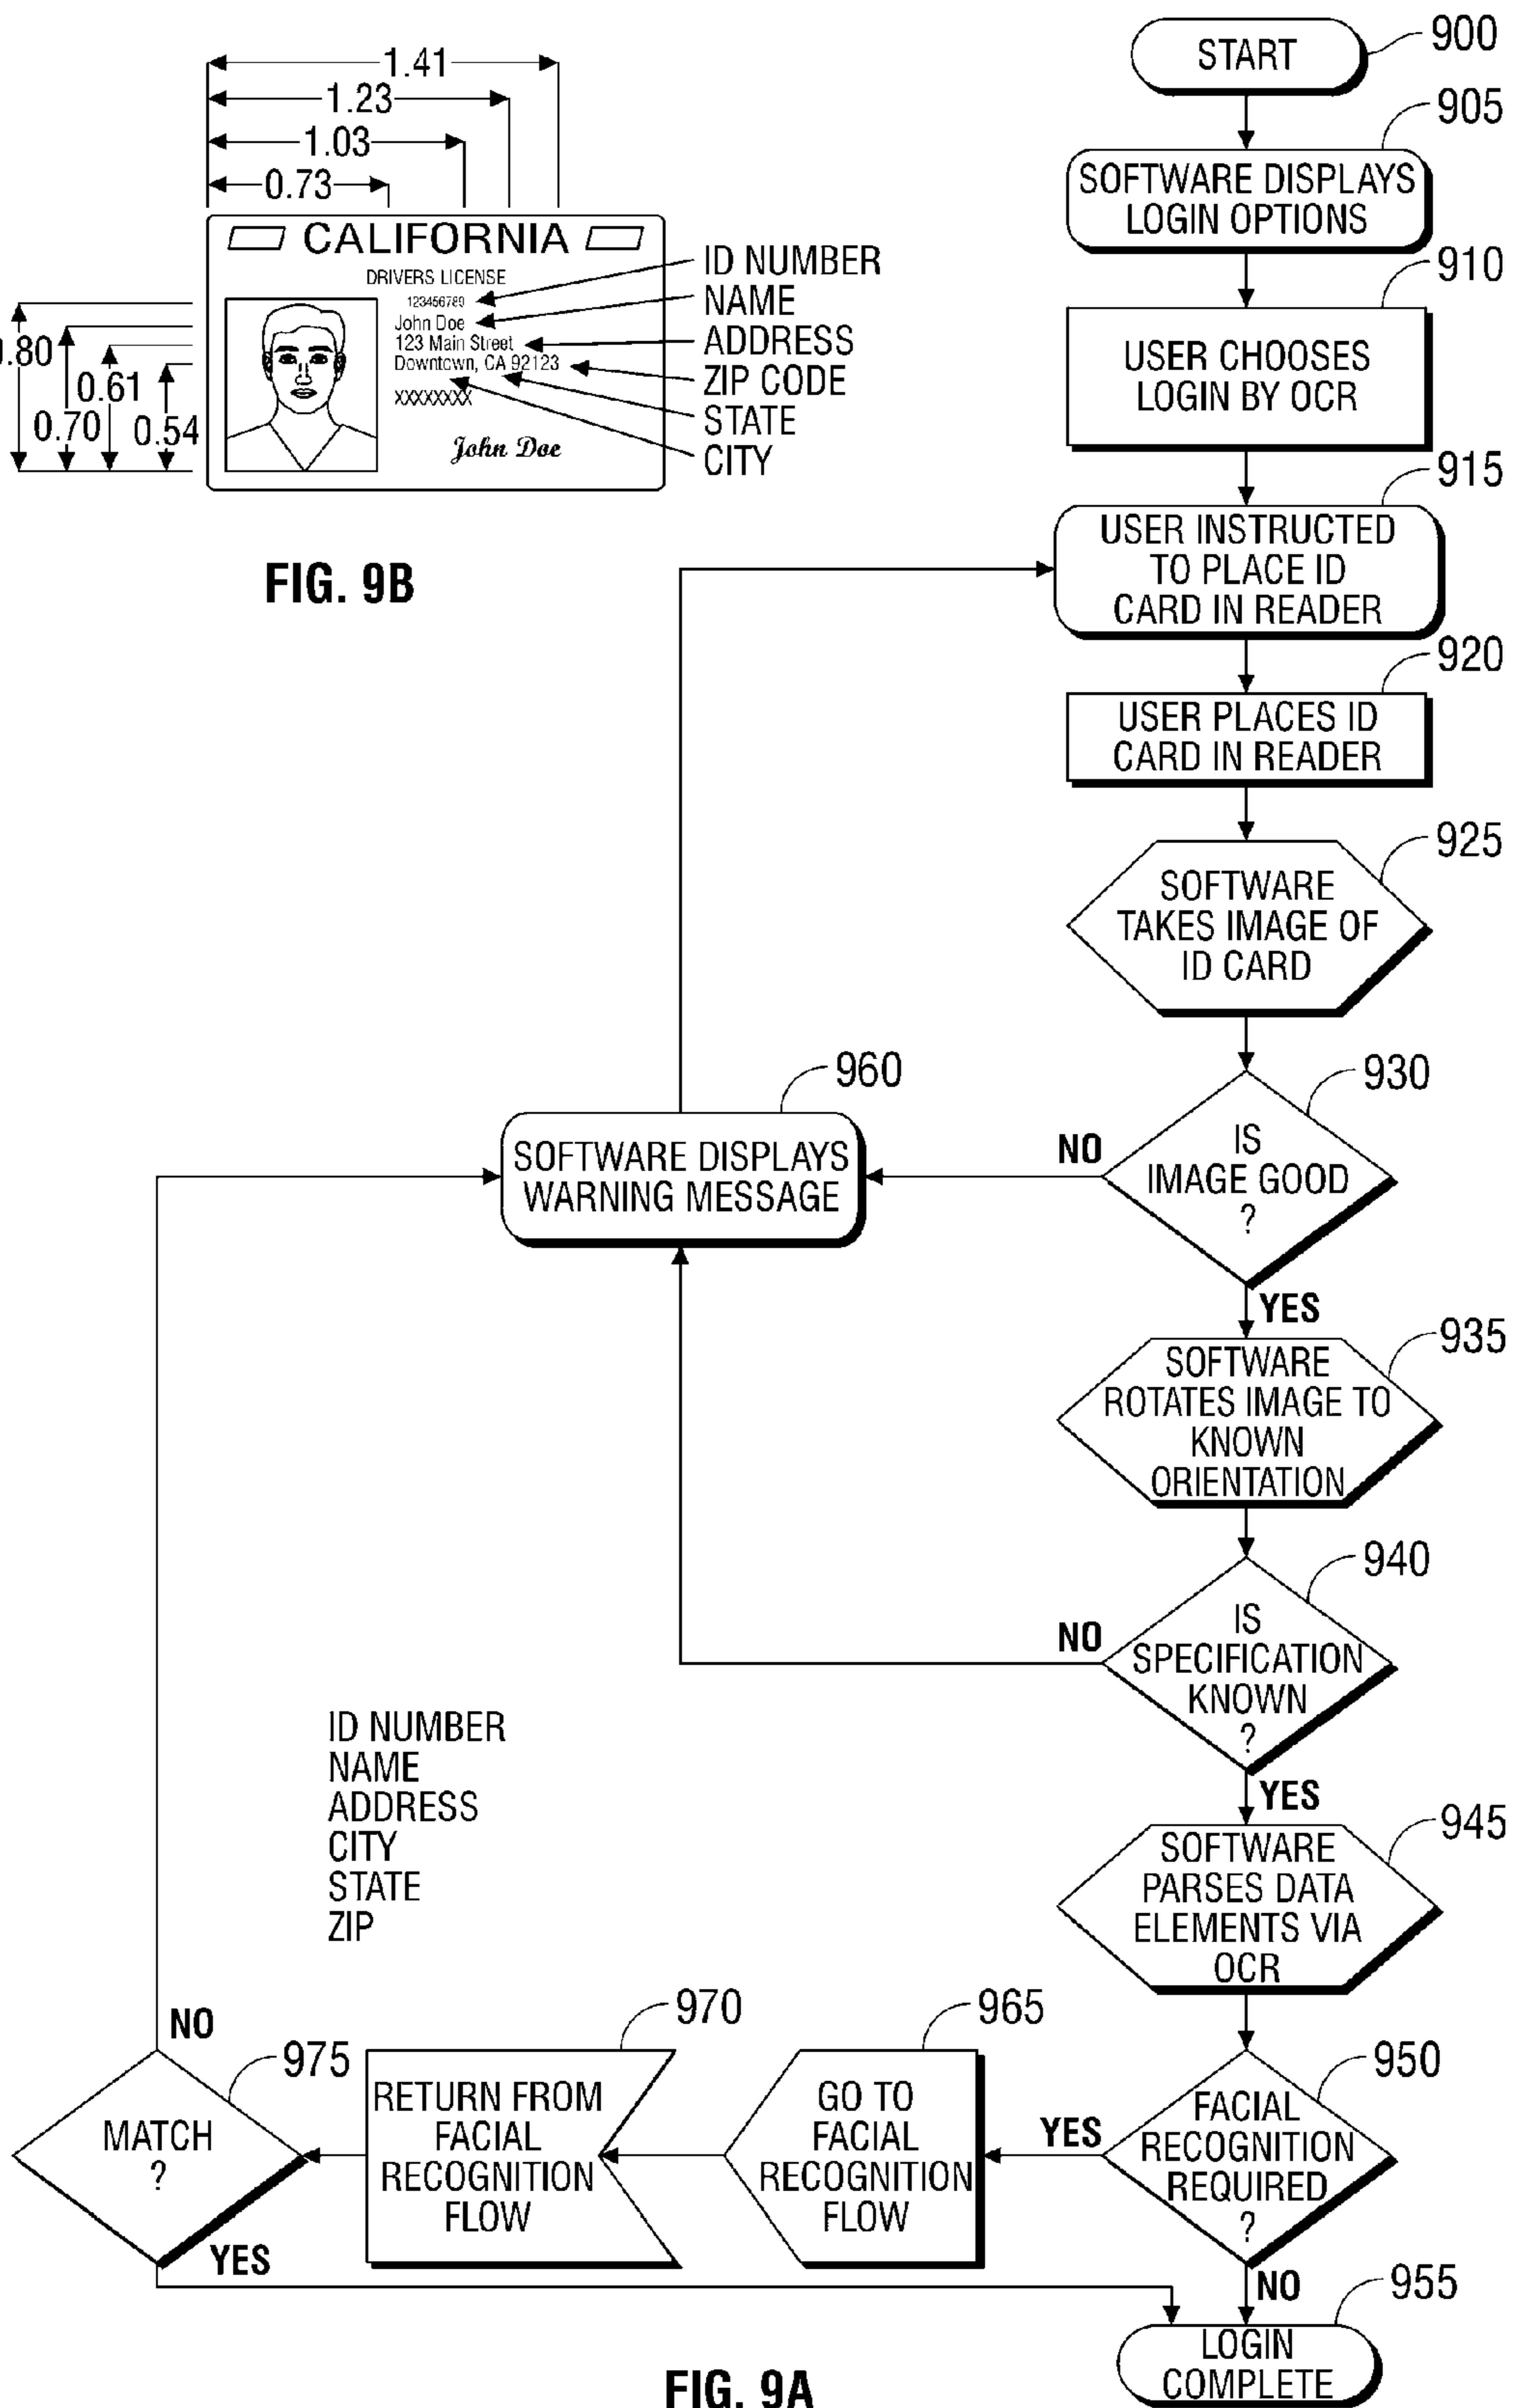 1.41
1.23
1.03
0.73
CALIFORNIA
DRIVERS LICENSE
123456789
John Doe
123 Main Street
Downtown, CA 92123
XXXXXXXX
John Doe
ID NUMBER
NAME
ADDRESS
ZIP CODE
STATE
CITY
.80
0.70
0.61
0.54
FIG. 9B
START
900
SOFTWARE DISPLAYS
LOGIN OPTIONS
905
USER CHOOSES
LOGIN BY OCR
910
USER INSTRUCTED
TO PLACE ID
CARD IN READER
915
USER PLACES ID
CARD IN READER
920
SOFTWARE
TAKES IMAGE OF
ID CARD
925
IS
IMAGE GOOD
?
930
NO
YES
SOFTWARE DISPLAYS
WARNING MESSAGE
960
SOFTWARE
ROTATES IMAGE TO
KNOWN
ORIENTATION
935
IS
SPECIFICATION
KNOWN
?
940
NO
YES
ID NUMBER
NAME
ADDRESS
CITY
STATE
ZIP
SOFTWARE
PARSES DATA
ELEMENTS VIA
OCR
945
FACIAL
RECOGNITION
REQUIRED
?
950
YES
NO
GO TO
FACIAL
RECOGNITION
FLOW
965
RETURN FROM
FACIAL
RECOGNITION
FLOW
970
MATCH
?
975
NO
YES
LOGIN
COMPLETE
955
FIG. 9A